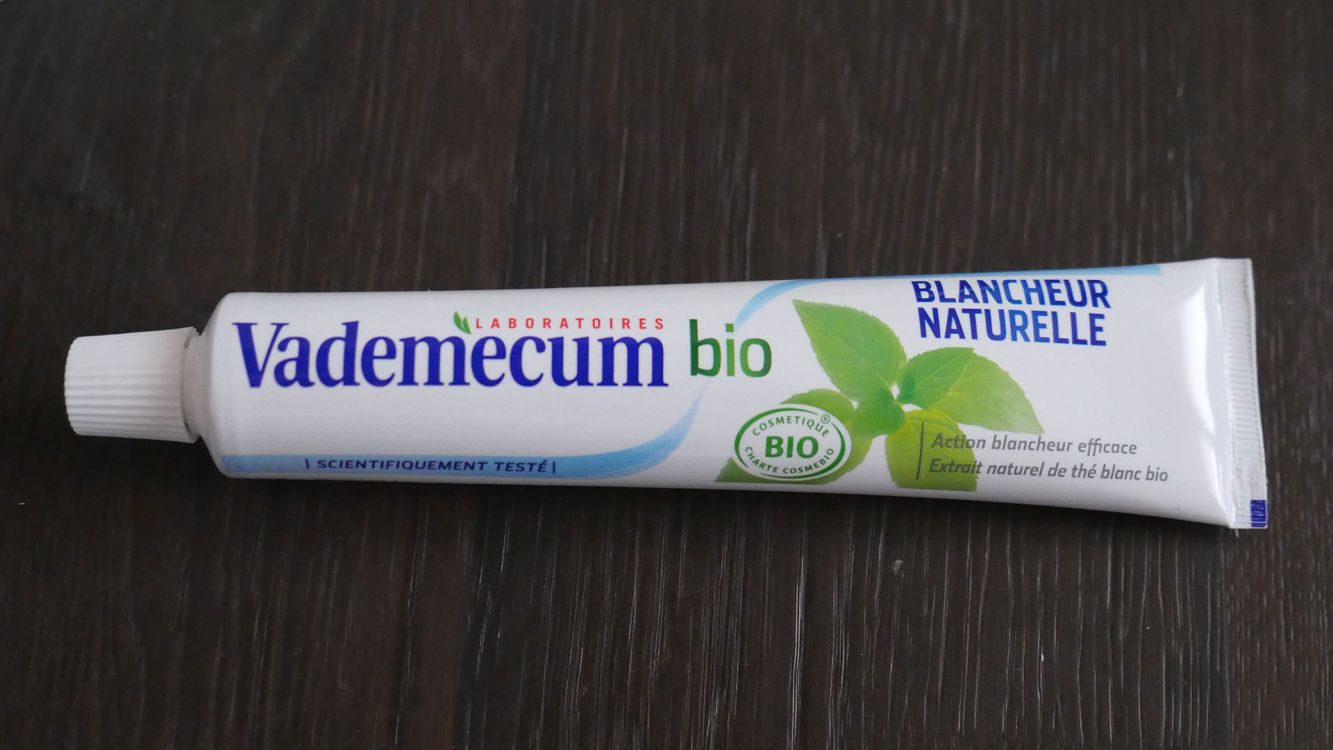 LABORATOIRES
Vademecum bio
| SCIENTIFIQUEMENT TESTÉ |
COSMETIQUE ®
BIO
CHARTE COSMEBIO
BLANCHEUR
NATURELLE
Action blancheur efficace
Extrait naturel de thé blanc bio